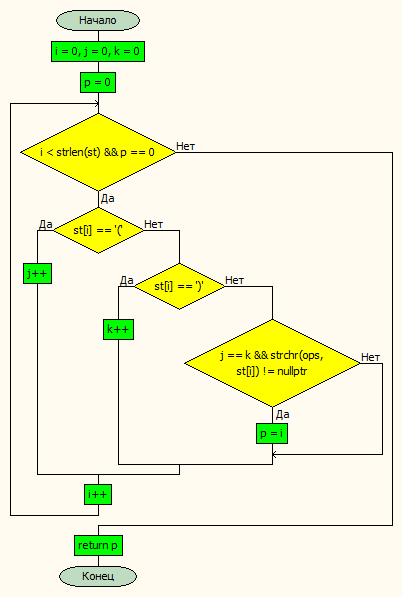 Начало
i = 0, j = 0, k = 0
p = 0
i < strlen(st) && p == 0
Нет
Да
Да
st[i] == '('
Нет
j++
Да
st[i] == ')'
Нет
k++
j == k && strchr(ops,
st[i]) != nullptr
Нет
Да
p = i
i++
return p
Конец